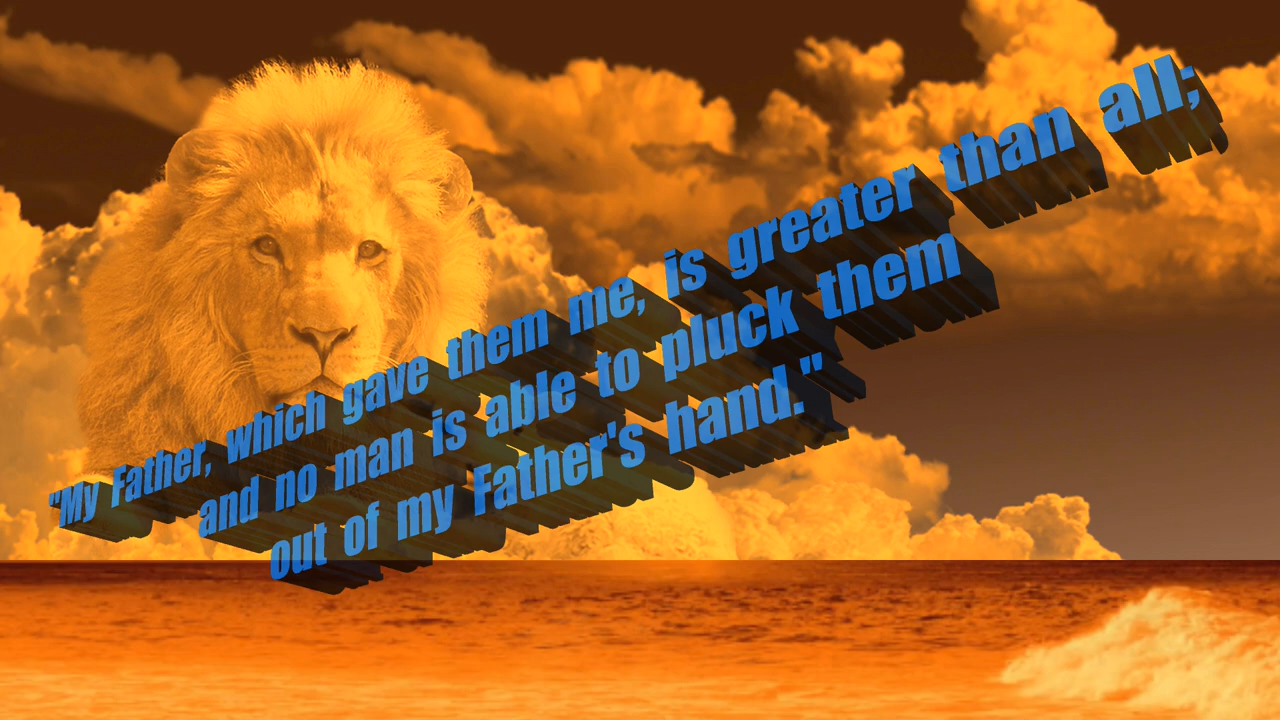 "My Father, which gave them me, is greater than all;
and no man is able to pluck them
out of my Father's hand."